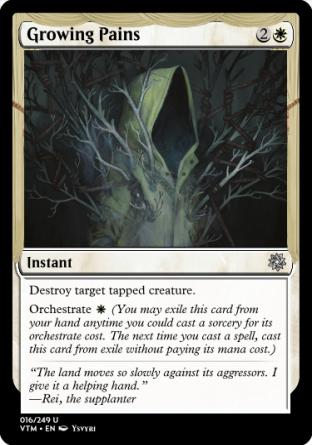 Growing Pains 2
Instant
Destroy target tapped creature.
Orchestrate (You may exile this card from
your hand anytime you could cast a sorcery for its
orchestrate cost. The next time you cast a spell, cast
this card from exile without paying its mana cost.)
“The land moves so slowly against its aggressors. I
give it a helping hand.”
—Rei, the supplanter
016/249 U
VTM • EN Ysvyri